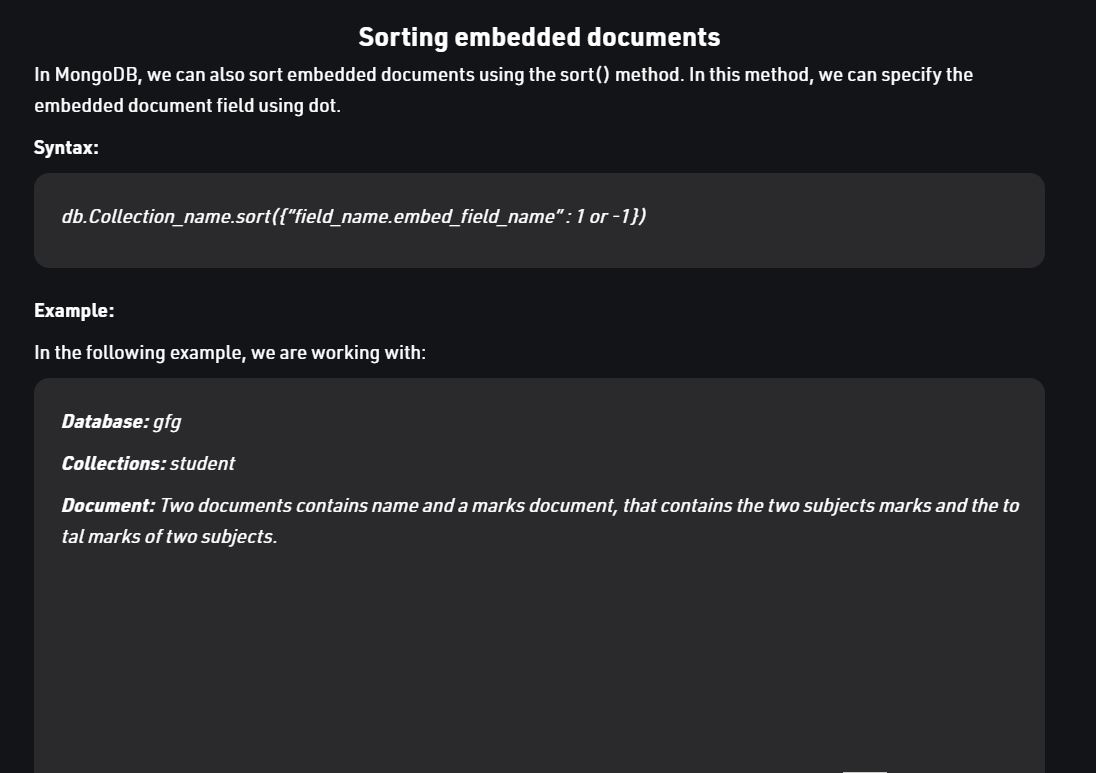 Sorting embedded documents
In MongoDB, we can also sort embedded documents using the sort() method. In this method, we can specify the
embedded document field using dot.
Syntax:
db.Collection_name.sort({“field_name.embed_field_name” : 1 or -1})
Example:
In the following example, we are working with:
Database: gfg
Collections: student
Document: Two documents contains name and a marks document, that contains the two subjects marks and the to
tal marks of two subjects.